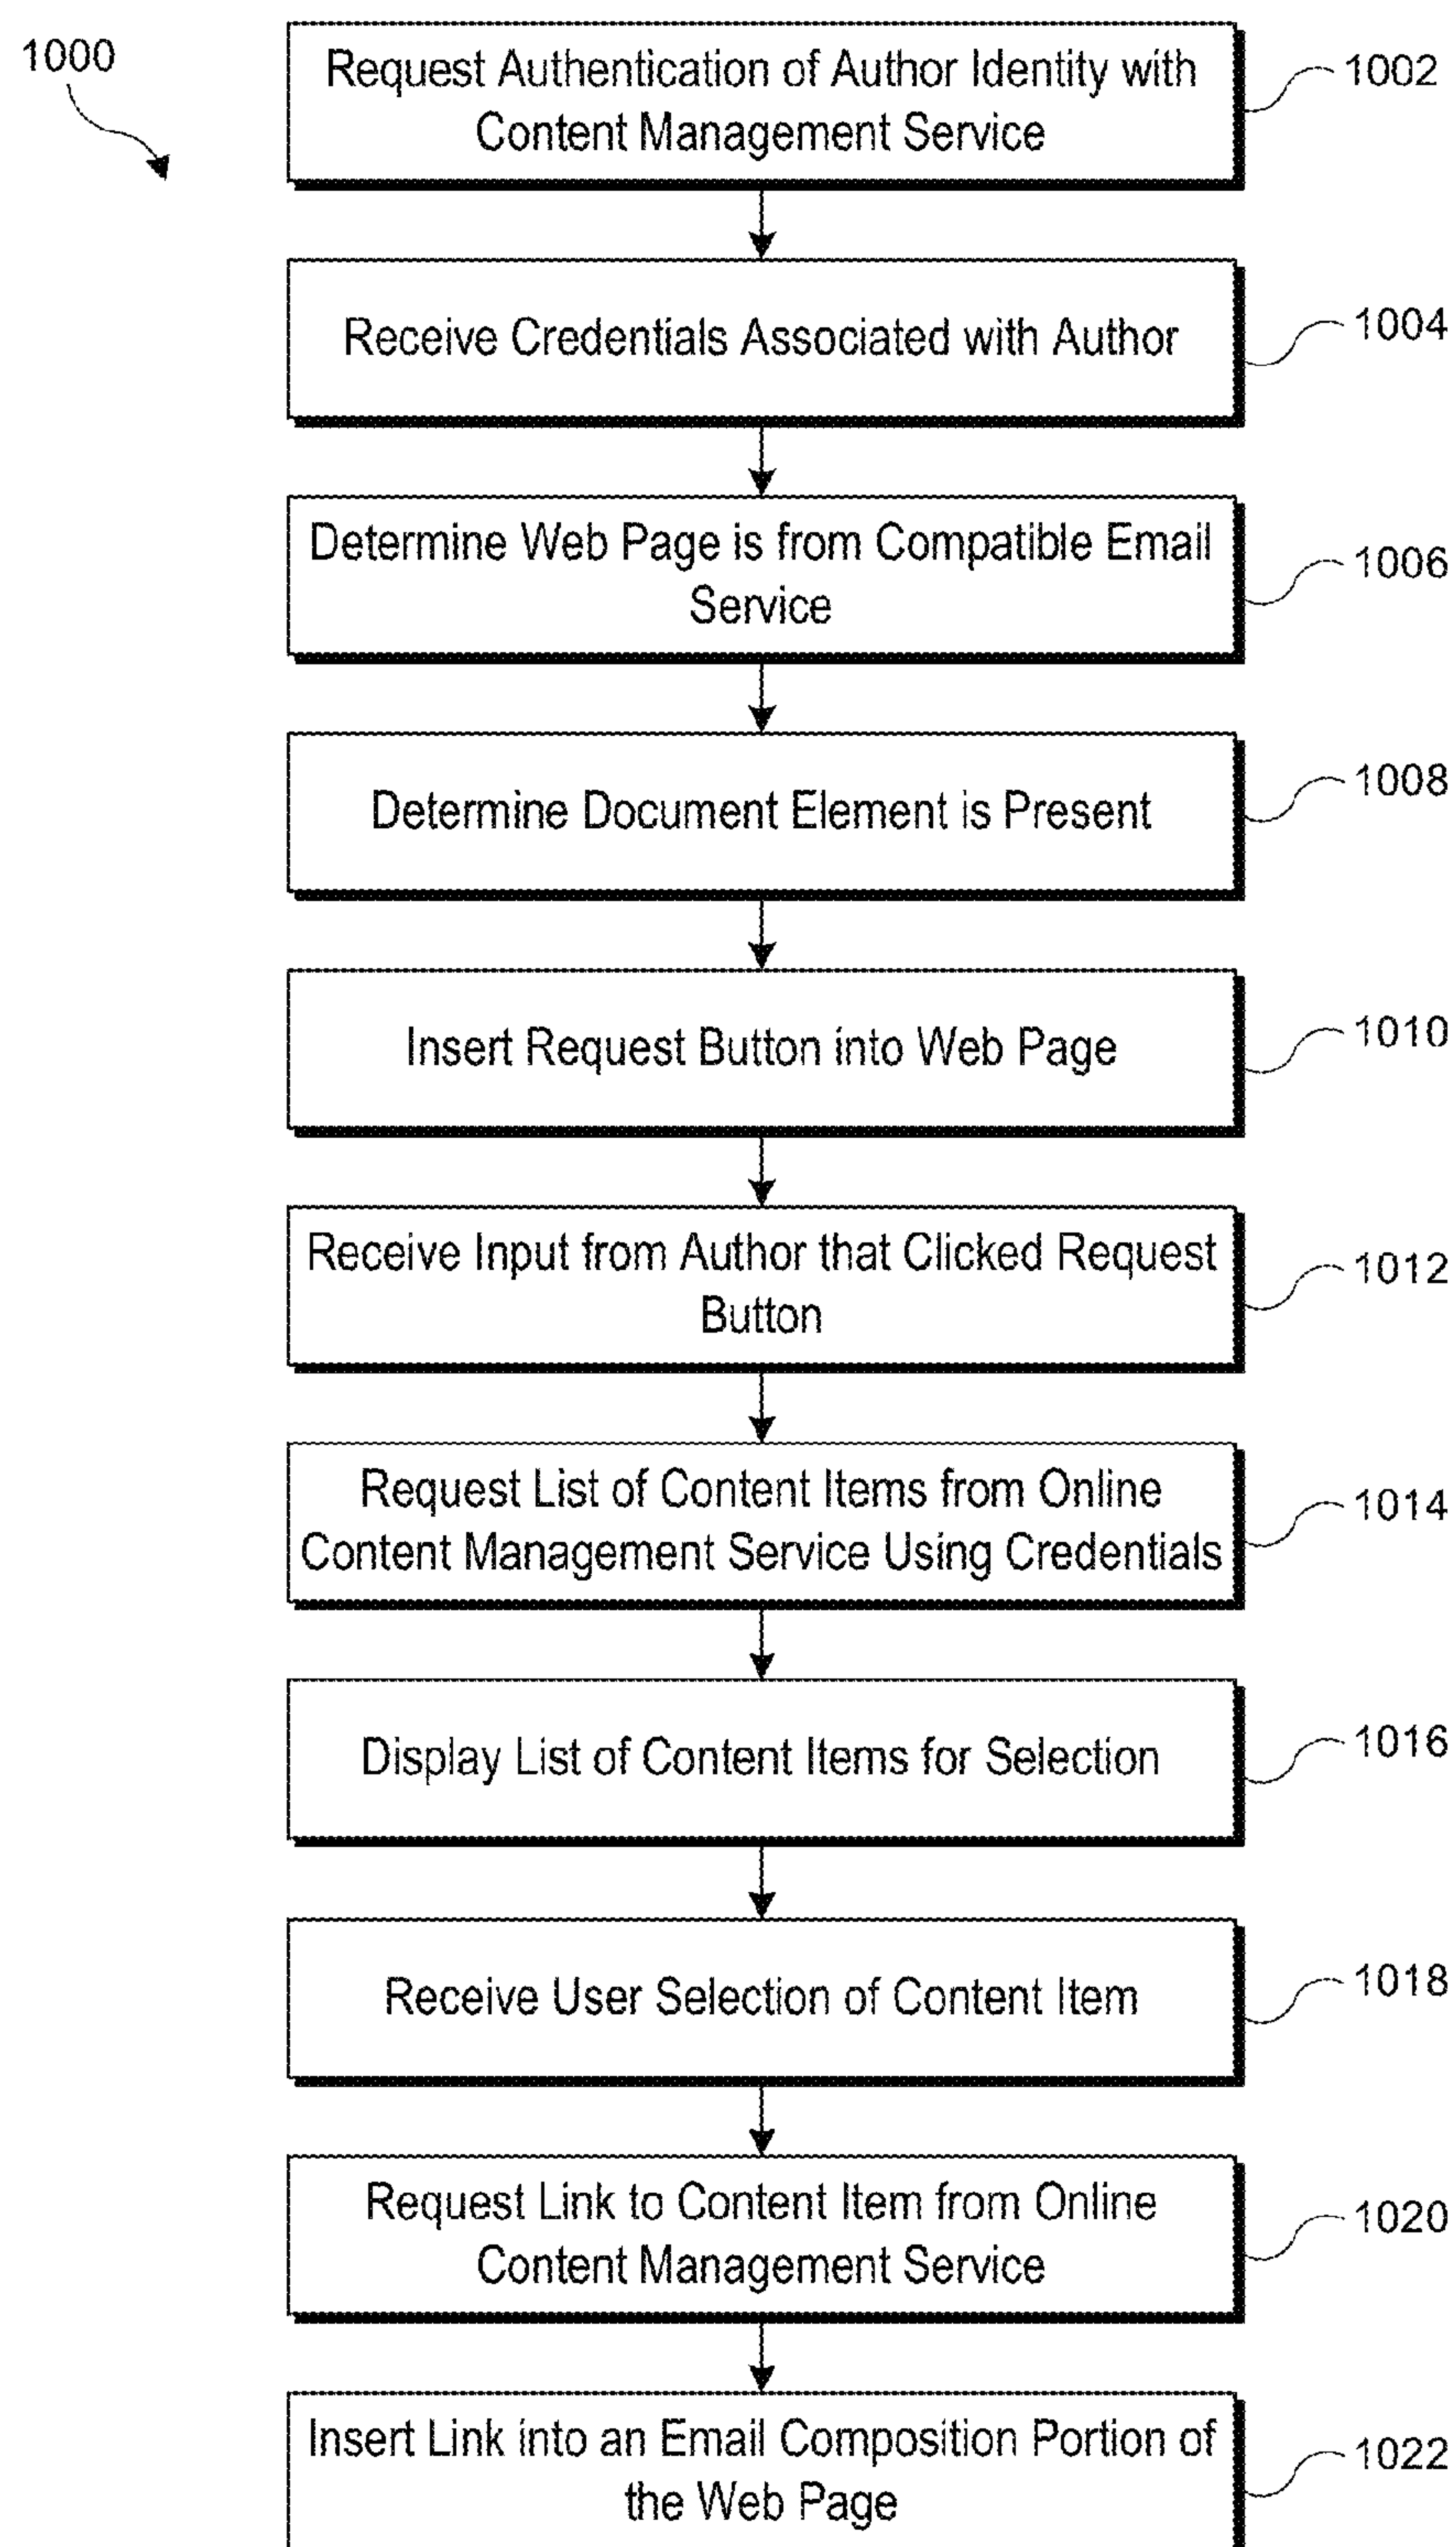 1000
Request Authentication of Author Identity with
Content Management Service
1002
Receive Credentials Associated with Author
1004
Determine Web Page is from Compatible Email
Service
1006
Determine Document Element is Present
1008
Insert Request Button into Web Page
1010
Receive Input from Author that Clicked Request
Button
1012
Request List of Content Items from Online
Content Management Service Using Credentials
1014
Display List of Content Items for Selection
1016
Receive User Selection of Content Item
1018
Request Link to Content Item from Online
Content Management Service
1020
Insert Link into an Email Composition Portion of
the Web Page
1022